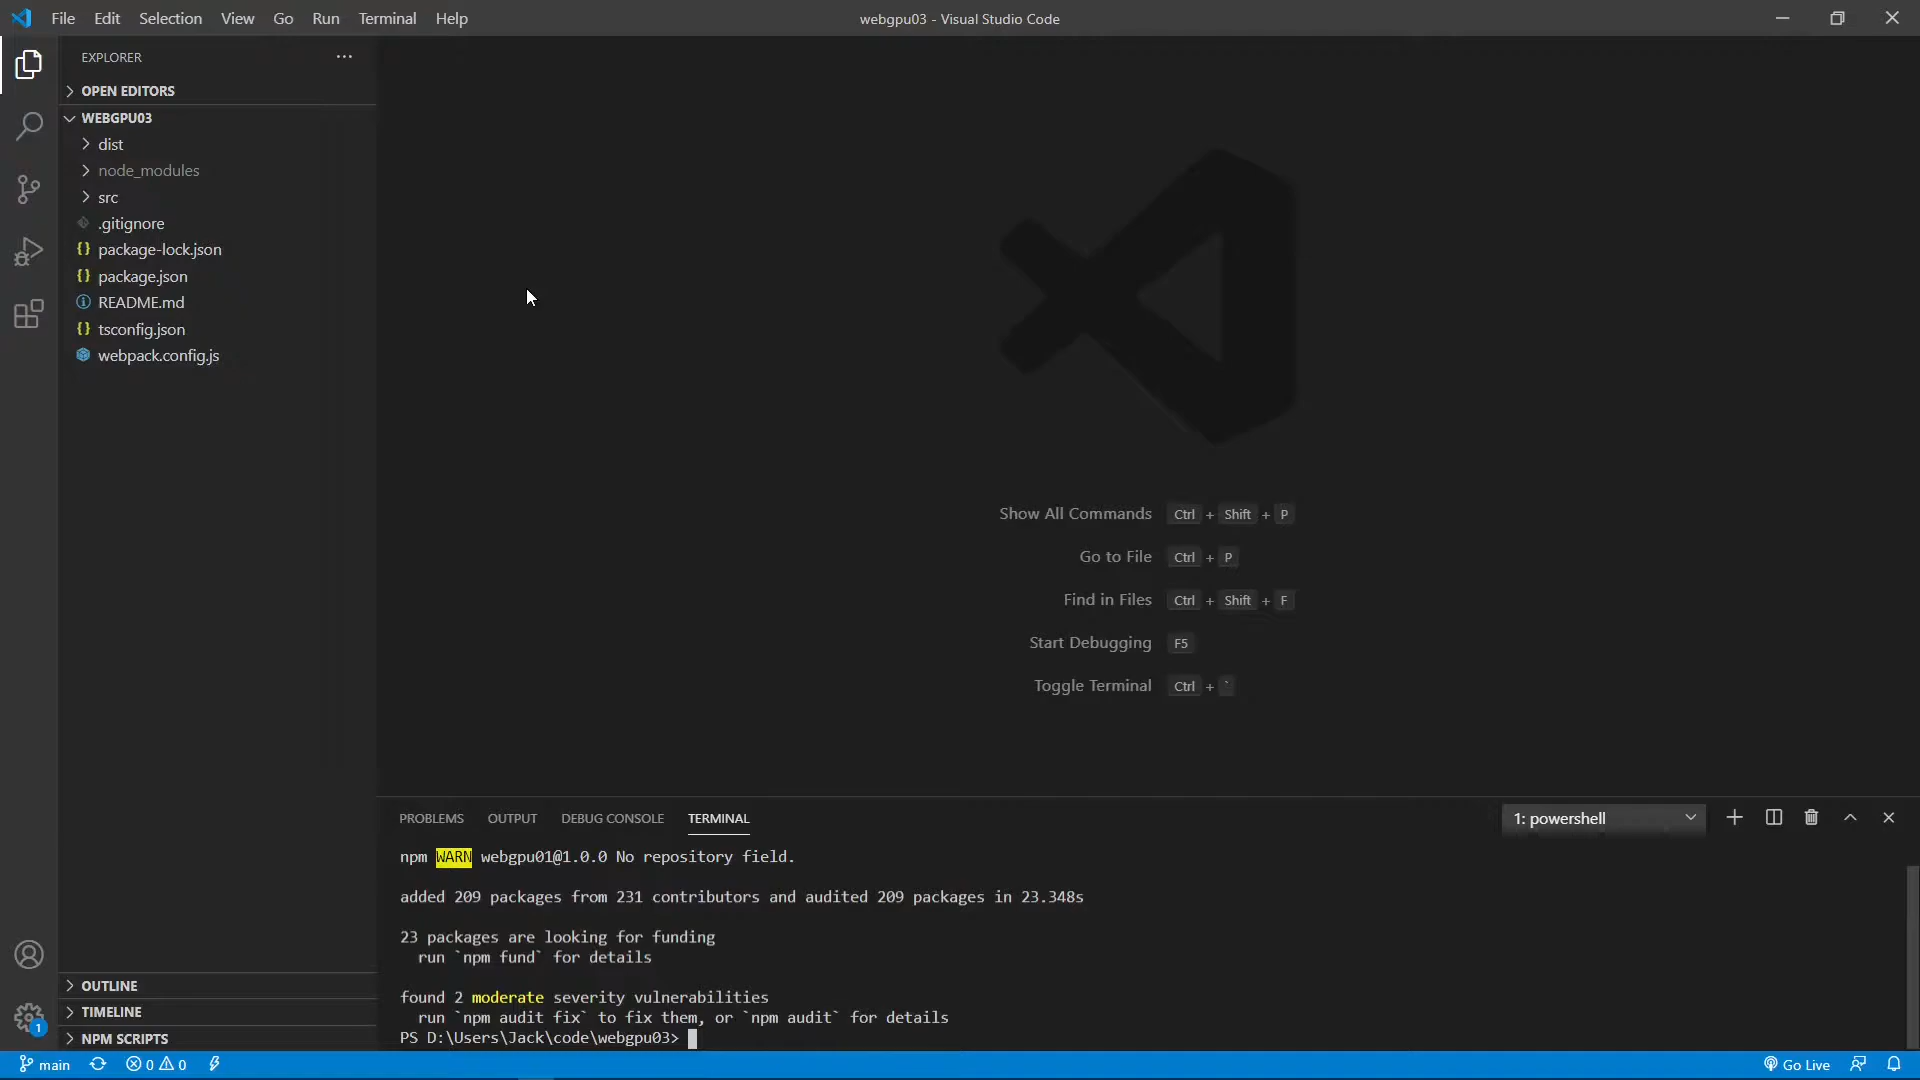 File Edit Selection View Go Run Terminal Help
webgpu03 - Visual Studio Code
EXPLORER
OPEN EDITORS
WEBGPU03
dist
node_modules
src
.gitignore
package-lock.json
package.json
README.md
tsconfig.json
webpack.config.js
Show All Commands Ctrl + Shift + P
Go to File Ctrl + P
Find in Files Ctrl + Shift + F
Start Debugging F5
Toggle Terminal Ctrl + `
PROBLEMS OUTPUT DEBUG CONSOLE TERMINAL
1: powershell
npm WARN webgpu01@1.0.0 No repository field.
added 209 packages from 231 contributors and audited 209 packages in 23.348s
23 packages are looking for funding
run `npm fund` for details
found 2 moderate severity vulnerabilities
run `npm audit fix` to fix them, or `npm audit` for details
PS D:\Users\Jack\code\webgpu03>
OUTLINE
TIMELINE
NPM SCRIPTS
1
main 0 0
Go Live